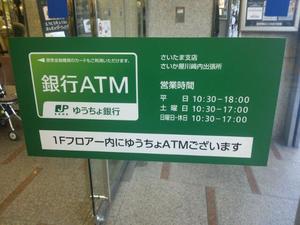 提携金融機関のカードもご利用いただけます。
銀行ATM
JP
ゆうちょ銀行
さいたま支店
さいか屋川崎内出張所
営業時間
平 日 10:30-18:00
土 曜 日 10:30-17:00
日曜日・休日 10:30-17:00
1Fフロアー内にゆうちょATMございます